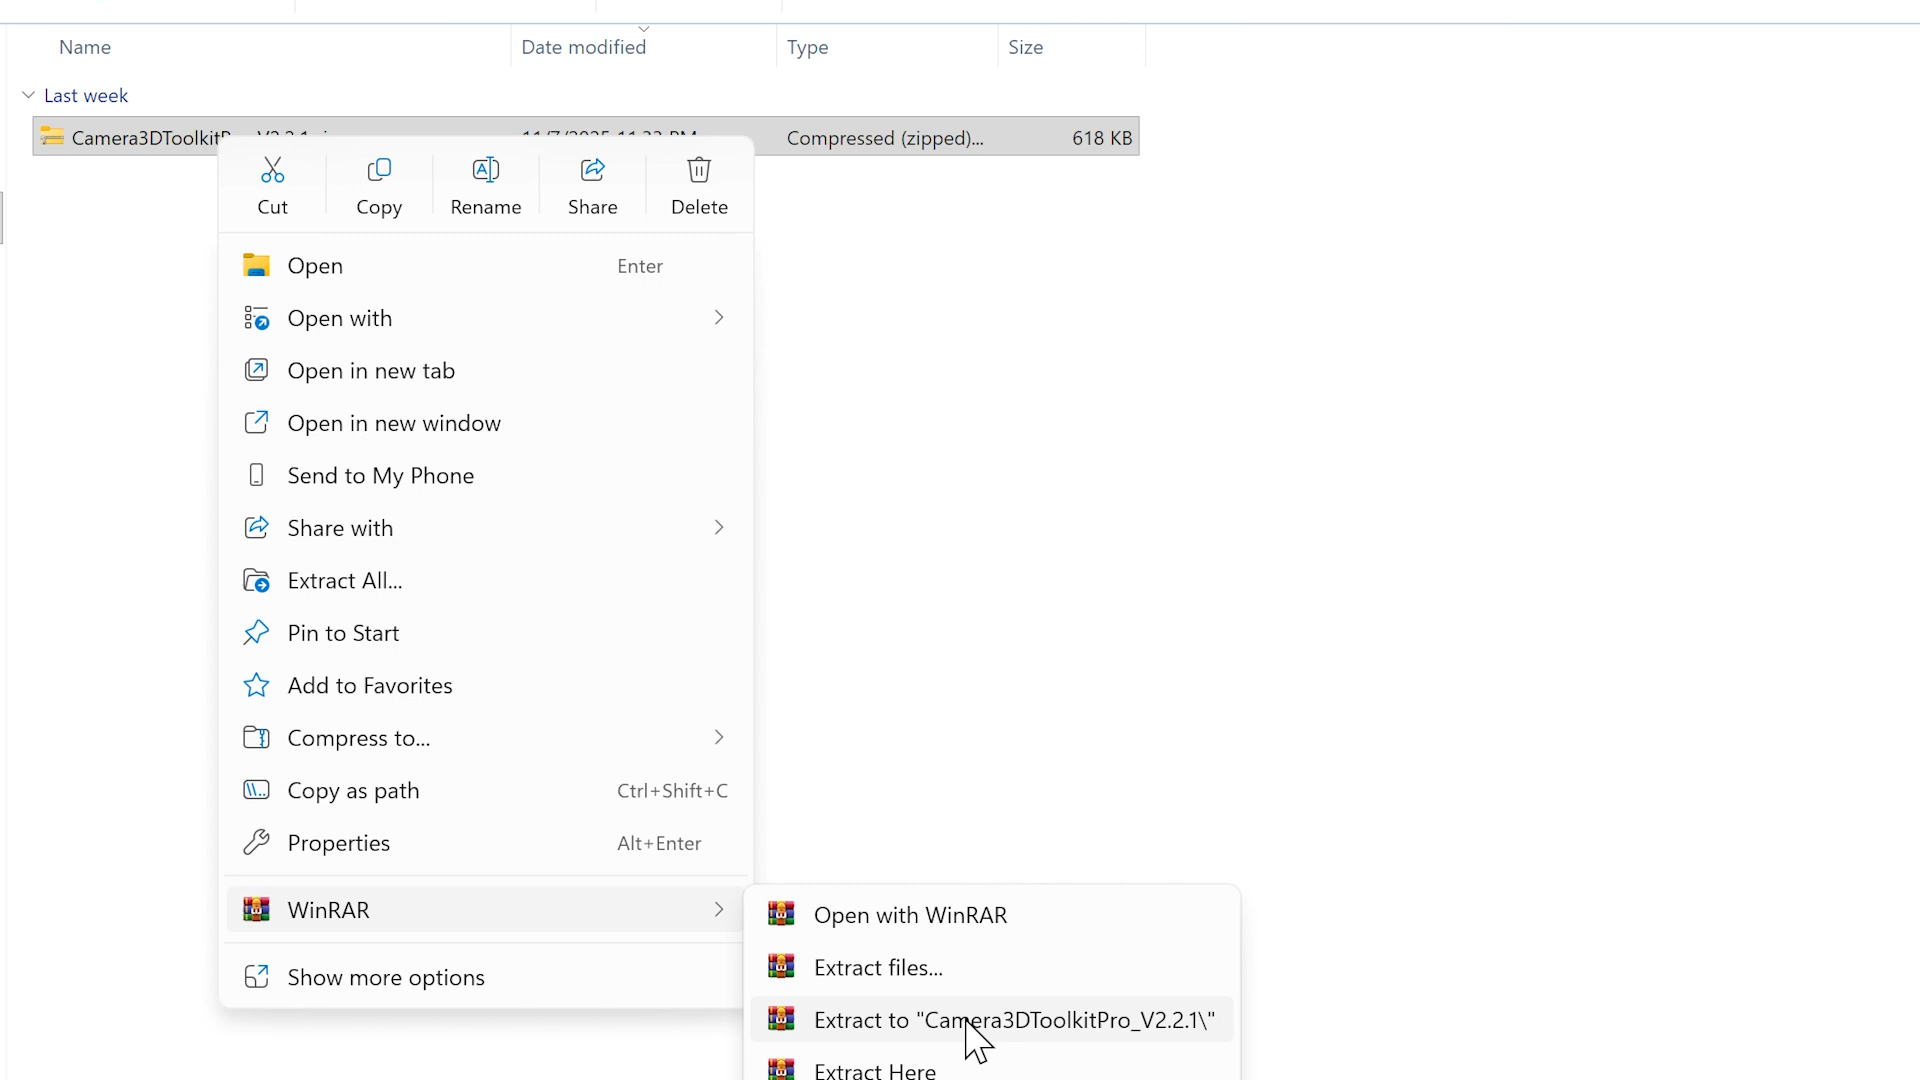 Name Date modified Type Size
Last week
Camera3DToolkit Compressed (zipped)... 618 KB
Cut Copy Rename Share Delete
Open Enter
Open with
Open in new tab
Open in new window
Send to My Phone
Share with
Extract All...
Pin to Start
Add to Favorites
Compress to...
Copy as path Ctrl+Shift+C
Properties Alt+Enter
WinRAR
Show more options
Open with WinRAR
Extract files...
Extract to "Camera3DToolkitPro_V2.2.1\"
Extract Here